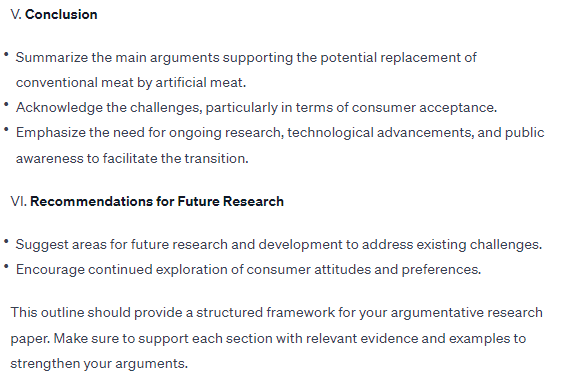 V. Conclusion
• Summarize the main arguments supporting the potential replacement of
conventional meat by artificial meat.
• Acknowledge the challenges, particularly in terms of consumer acceptance.
• Emphasize the need for ongoing research, technological advancements, and public
awareness to facilitate the transition.
VI. Recommendations for Future Research
• Suggest areas for future research and development to address existing challenges.
• Encourage continued exploration of consumer attitudes and preferences.
This outline should provide a structured framework for your argumentative research
paper. Make sure to support each section with relevant evidence and examples to
strengthen your arguments.